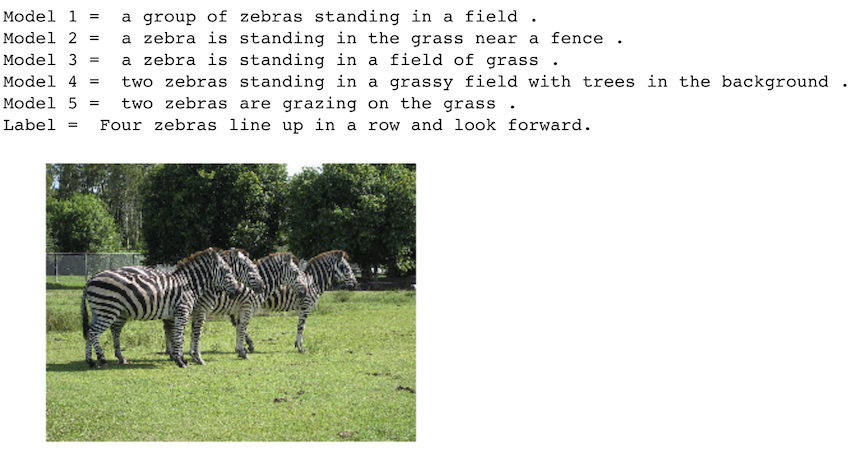 Model 1 =  a group of zebras standing in a field .
Model 2 =  a zebra is standing in the grass near a fence .
Model 3 =  a zebra is standing in a field of grass .
Model 4 =  two zebras standing in a grassy field with trees in the background .
Model 5 =  two zebras are grazing on the grass .
Label =  Four zebras line up in a row and look forward.